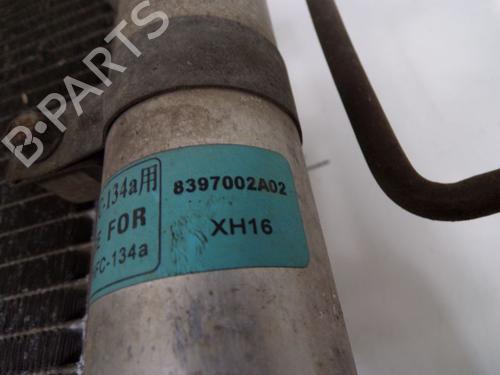 B-PARTS
-134a用
8397002A02
FOR
XH16
FC-134a